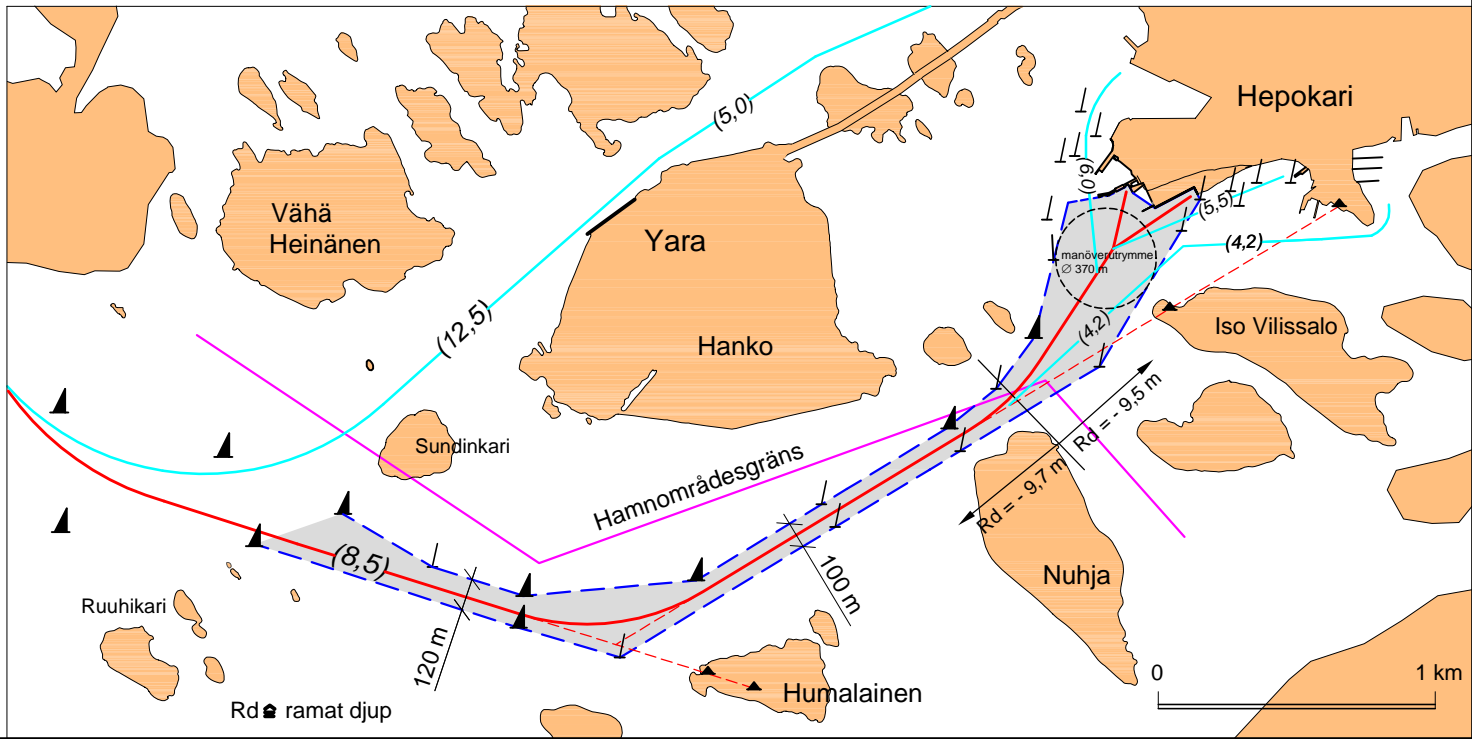 (5,0)
Hepokari
(6,0)
Vähä
Heinänen
Yara
(5,5)
(4,2)
manöverutrymme
∅ 370 m
(12,5)
(4,2)
Iso Vilissalo
Hanko
Rd = - 9,5 m
Sundinkari
Hamnområdesgräns
Rd = - 9,7 m
(8,5)
100 m
Nuhja
Ruuhikari
120 m
0 1 km
Humalainen
Rd ramat djup